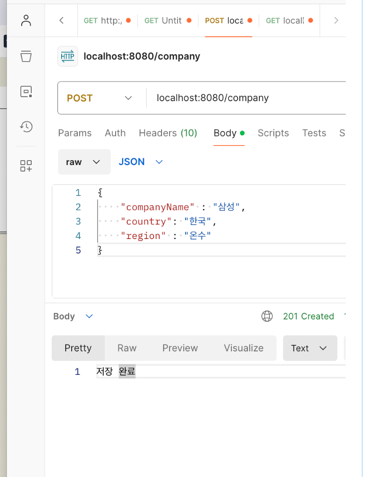 GET http:,
GET Untit
POST loca
GET locall
HTTP
localhost:8080/company
POST
localhost:8080/company
Params Auth Headers (10) Body Scripts Tests S
raw JSON
1 {
2 "companyName" : "삼성",
3 "country": "한국",
4 "region" : "온수"
5 }
Body 201 Created
Pretty Raw Preview Visualize Text
1 저장 완료